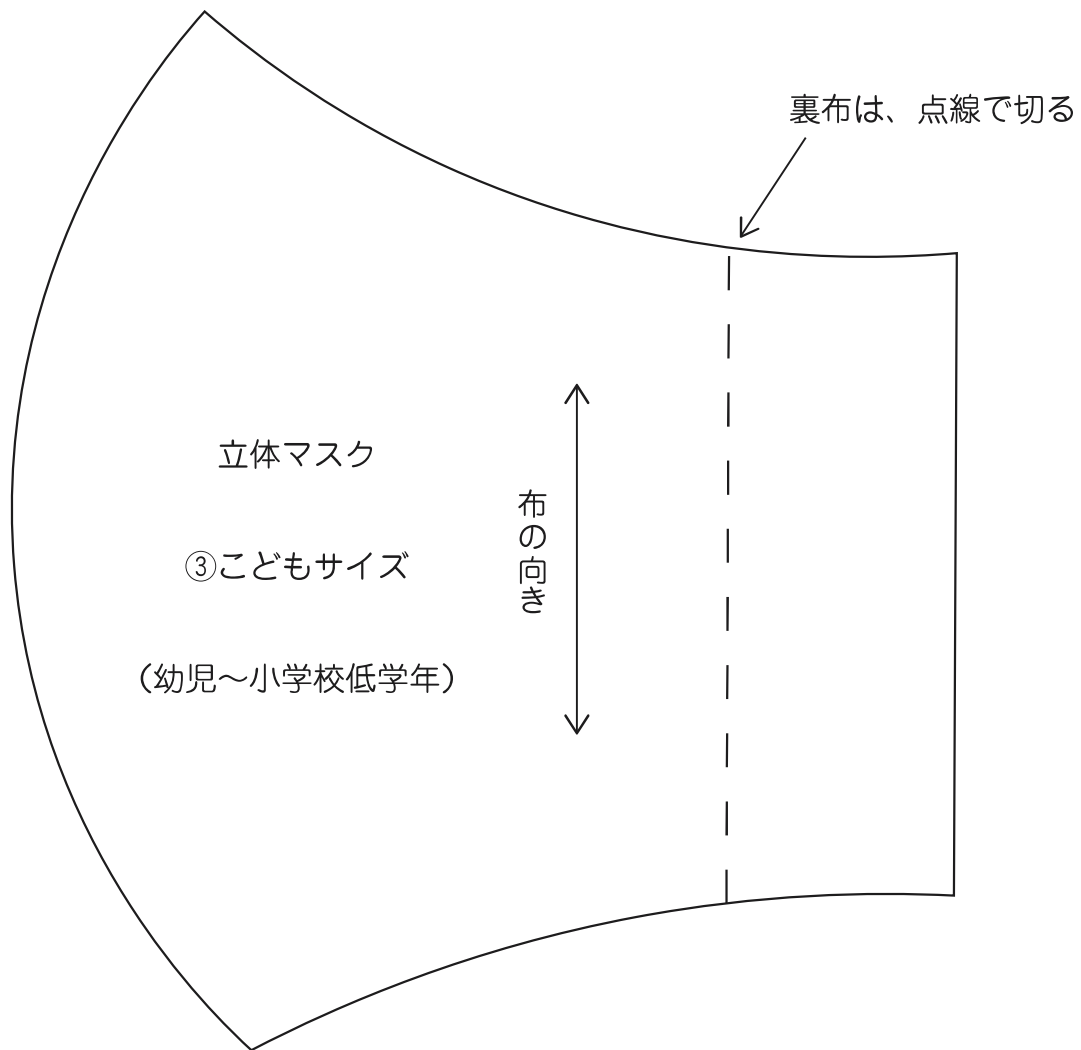 裏布は、点線で切る
立体マスク
③こどもサイズ
（幼児～小学校低学年）
布の向き